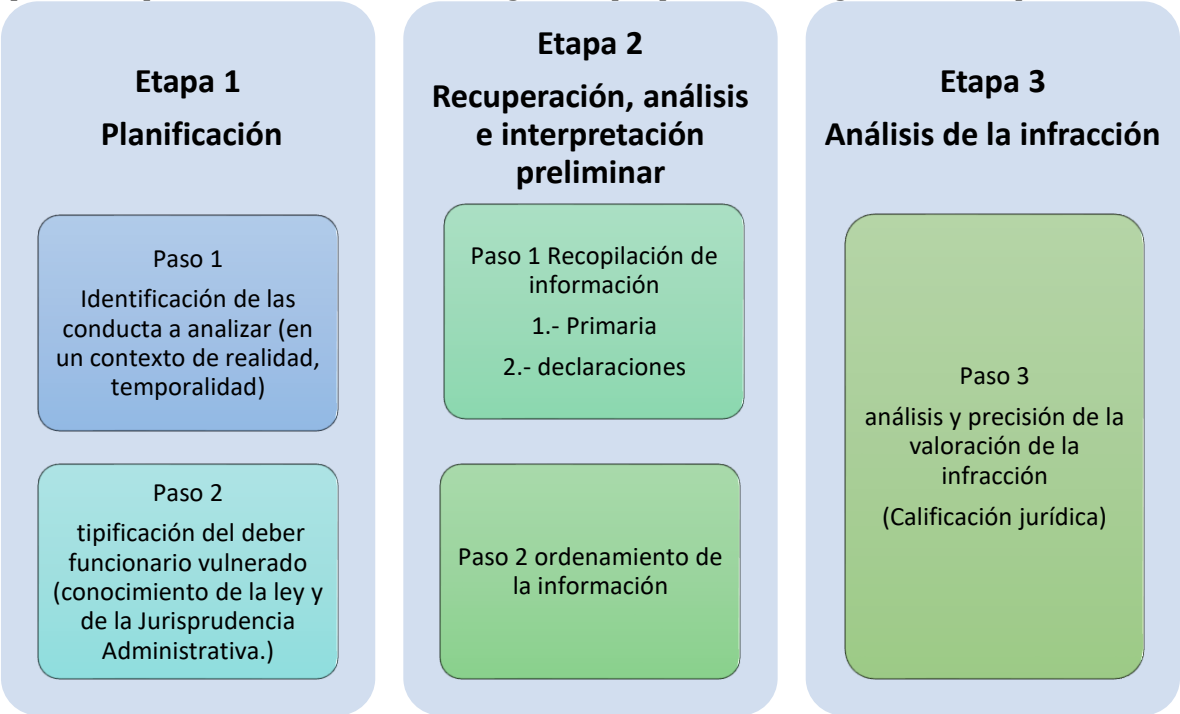 Etapa 1
Planificación
Paso 1
Identificación de las
conducta a analizar (en
un contexto de realidad,
temporalidad)
Paso 2
tipificación del deber
funcionario vulnerado
(conocimiento de la ley y
de la Jurisprudencia
Administrativa.)
Etapa 2
Recuperación, análisis
e interpretación
preliminar
Paso 1 Recopilación de
información
1.- Primaria
2.- declaraciones
Paso 2 ordenamiento de
la información
Etapa 3
Análisis de la infracción
Paso 3
análisis y precisión de la
valoración de la
infracción
(Calificación jurídica)